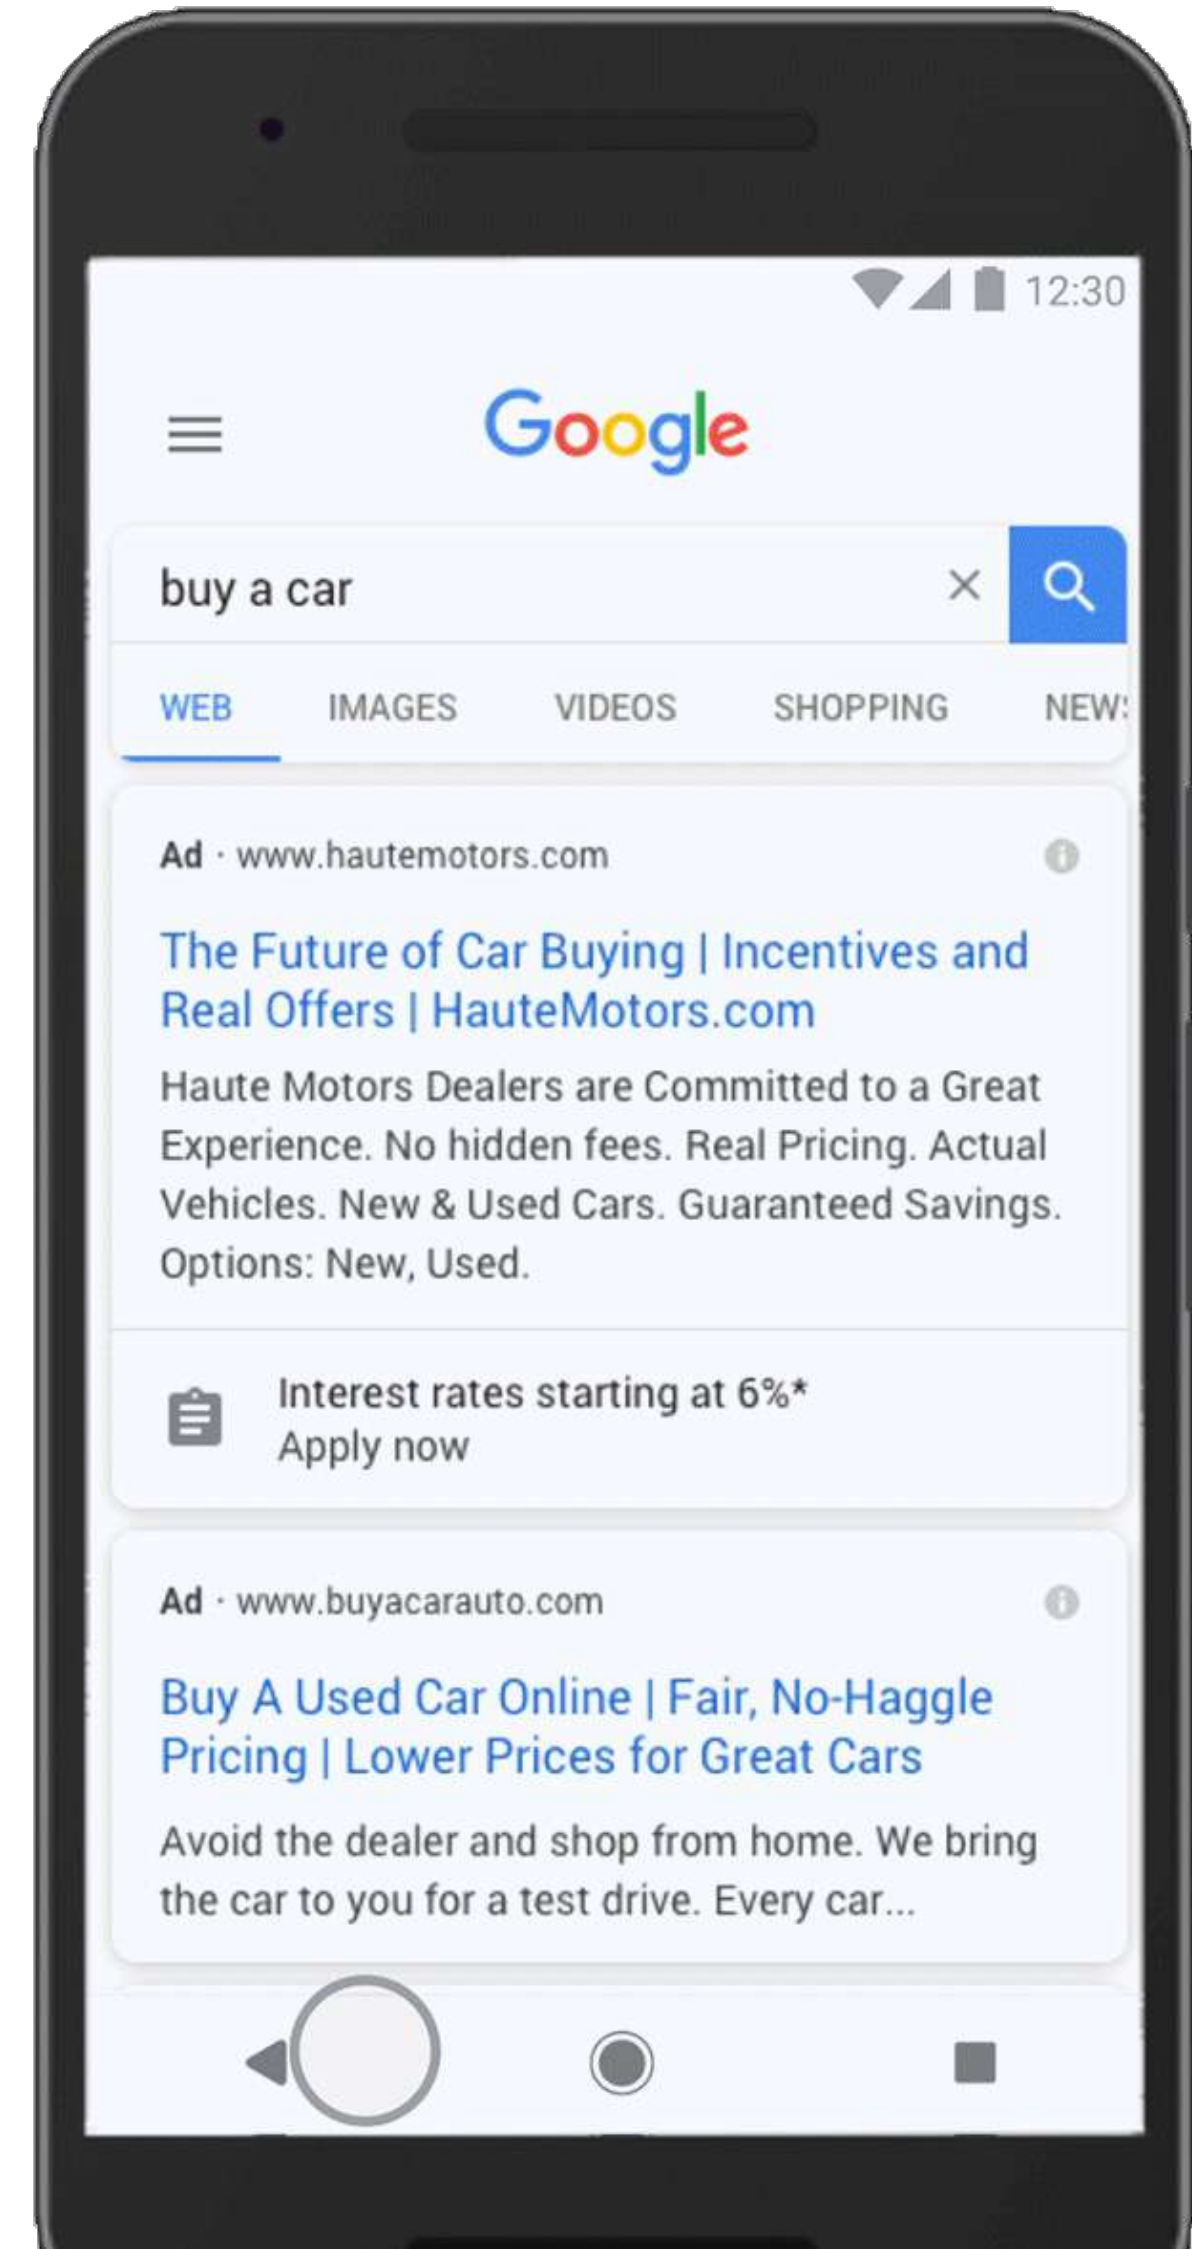 12:30
Google
buy a car
WEB IMAGES VIDEOS SHOPPING NEWS
Ad · www.hautemotors.com
The Future of Car Buying | Incentives and
Real Offers | HauteMotors.com
Haute Motors Dealers are Committed to a Great
Experience. No hidden fees. Real Pricing. Actual
Vehicles. New & Used Cars. Guaranteed Savings.
Options: New, Used.
Interest rates starting at 6%*
Apply now
Ad · www.buyacarauto.com
Buy A Used Car Online | Fair, No-Haggle
Pricing | Lower Prices for Great Cars
Avoid the dealer and shop from home. We bring
the car to you for a test drive. Every car...